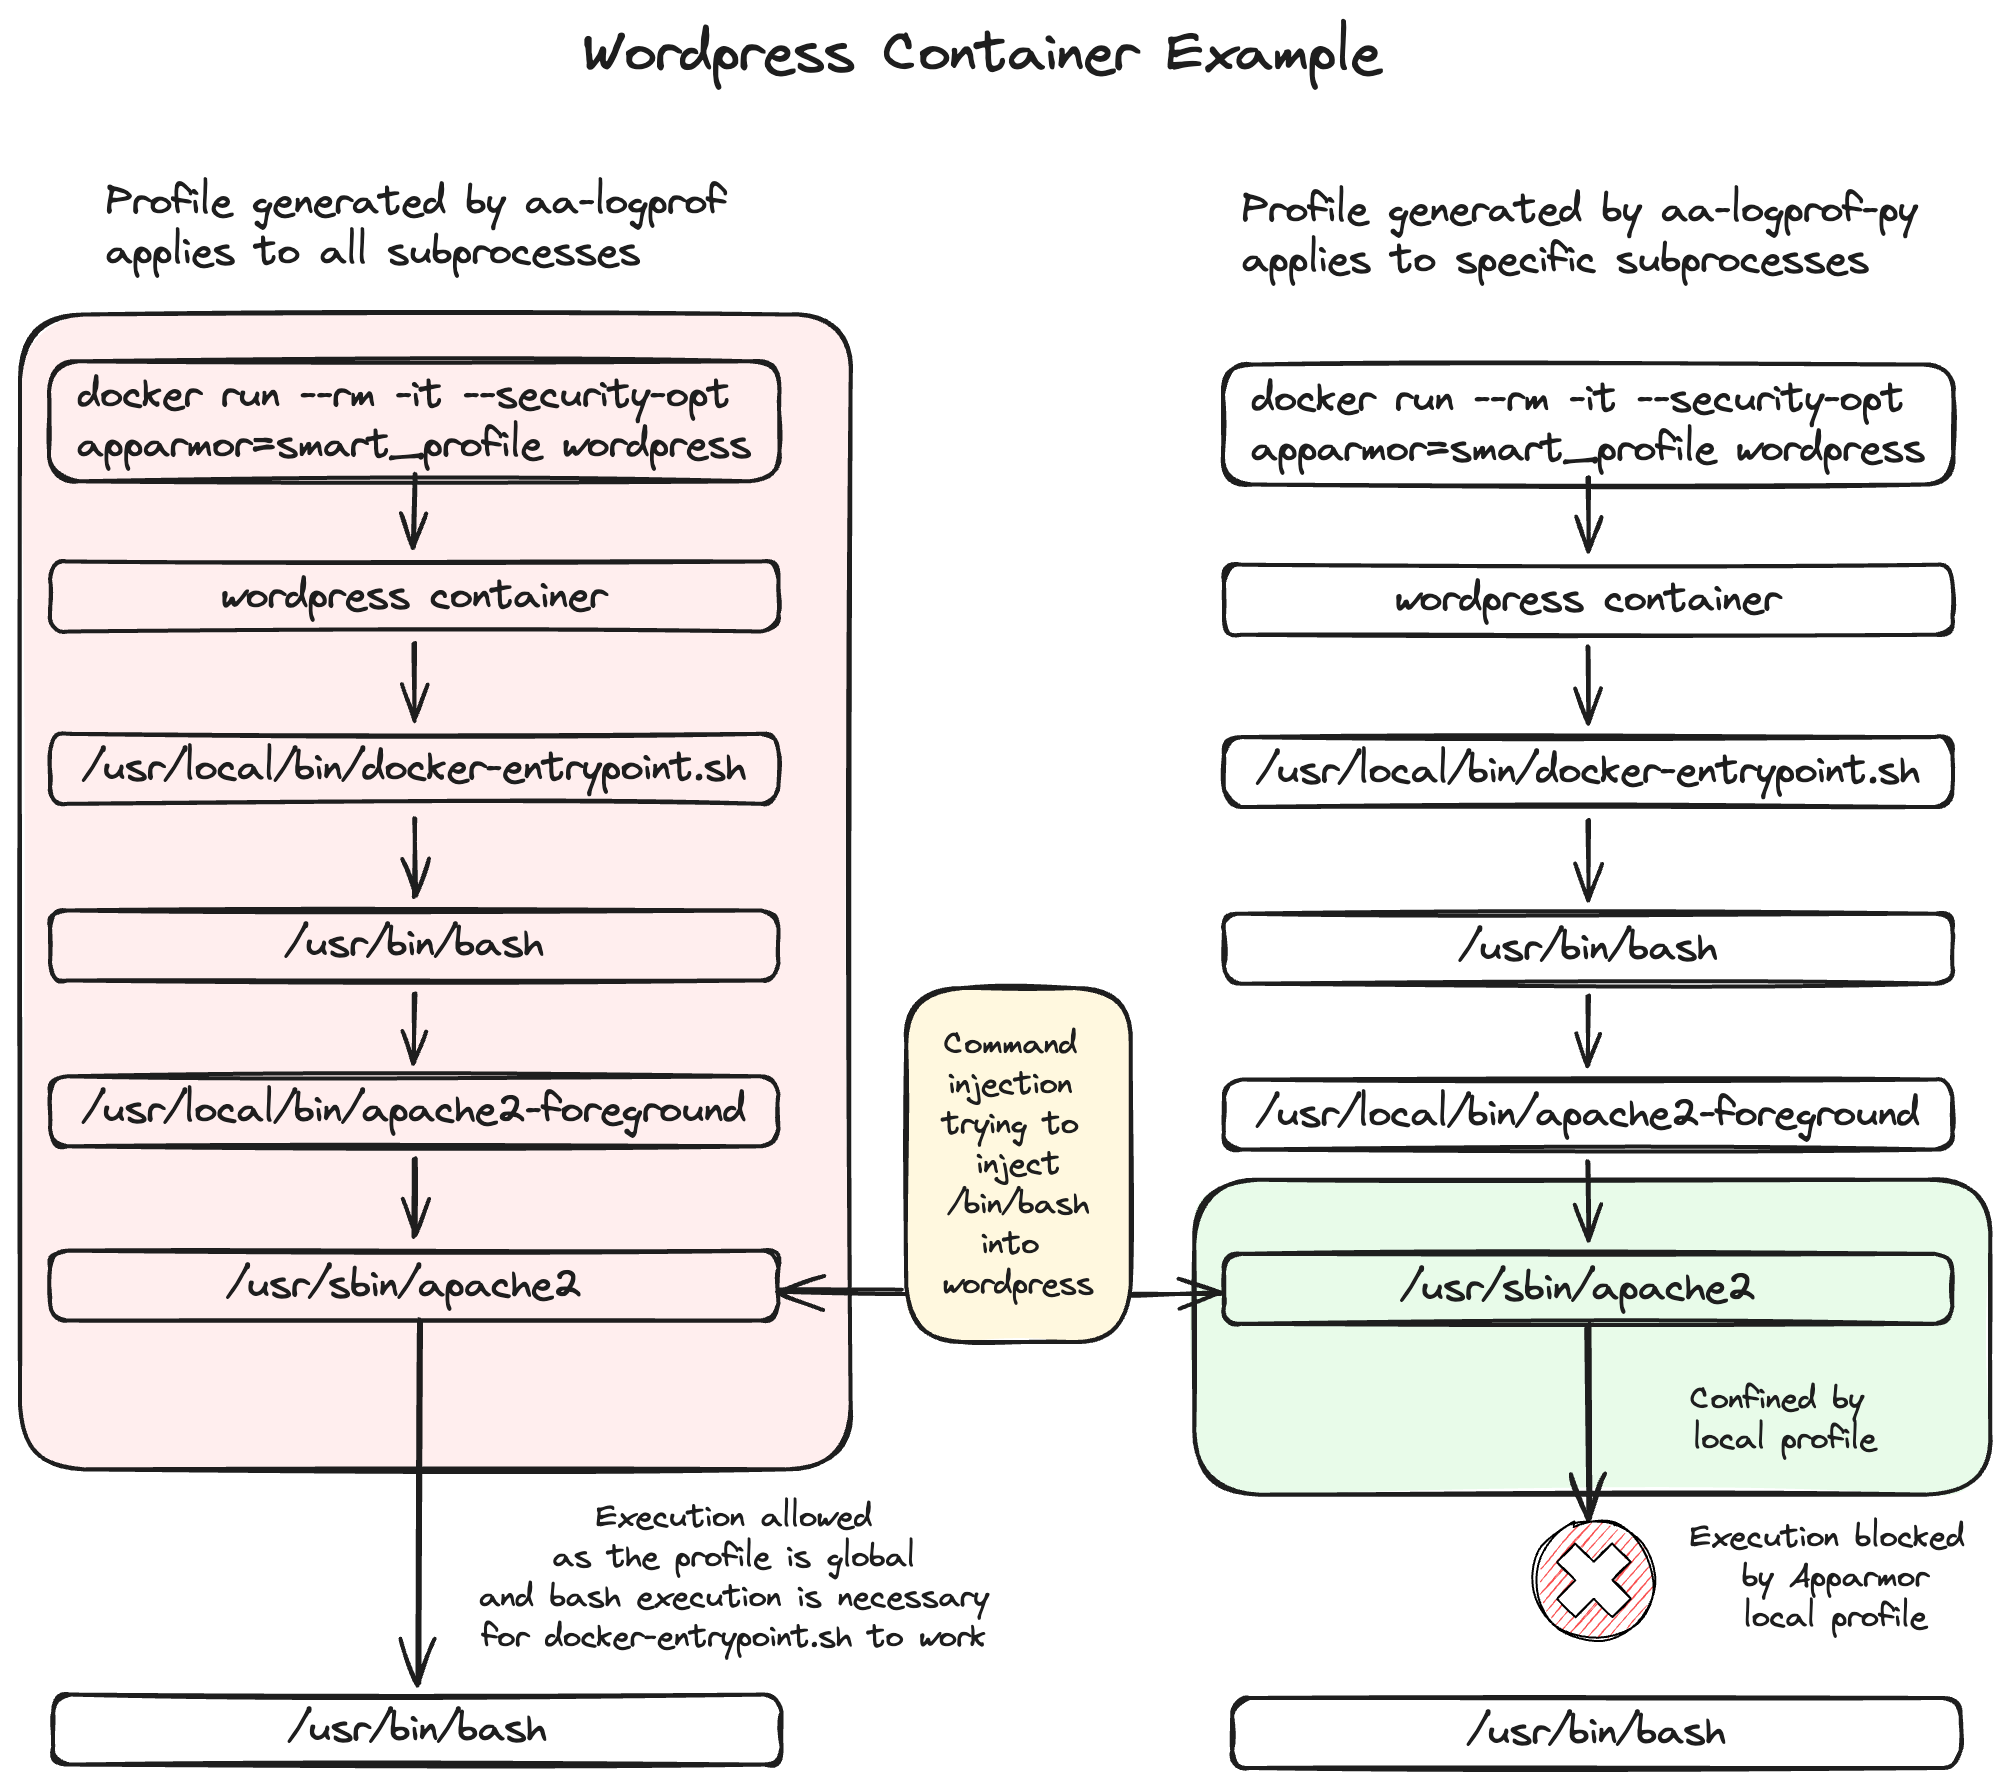 Wordpress Container Example
Profile generated by aa-logprof
applies to all subprocesses
docker run --rm -it --security-opt
apparmor=smart_profile wordpress
wordpress container
/usr/local/bin/docker-entrypoint.sh
/usr/bin/bash
/usr/local/bin/apache2-foreground
/usr/sbin/apache2
Execution allowed
as the profile is global
and bash execution is necessary
for docker-entrypoint.sh to work
/usr/bin/bash
Command
injection
trying to
inject
/bin/bash
into
wordpress
Profile generated by aa-logprof-py
applies to specific subprocesses
docker run --rm -it --security-opt
apparmor=smart_profile wordpress
wordpress container
/usr/local/bin/docker-entrypoint.sh
/usr/bin/bash
/usr/local/bin/apache2-foreground
/usr/sbin/apache2
Confined by
local profile
Execution blocked
by Apparmor
local profile
/usr/bin/bash